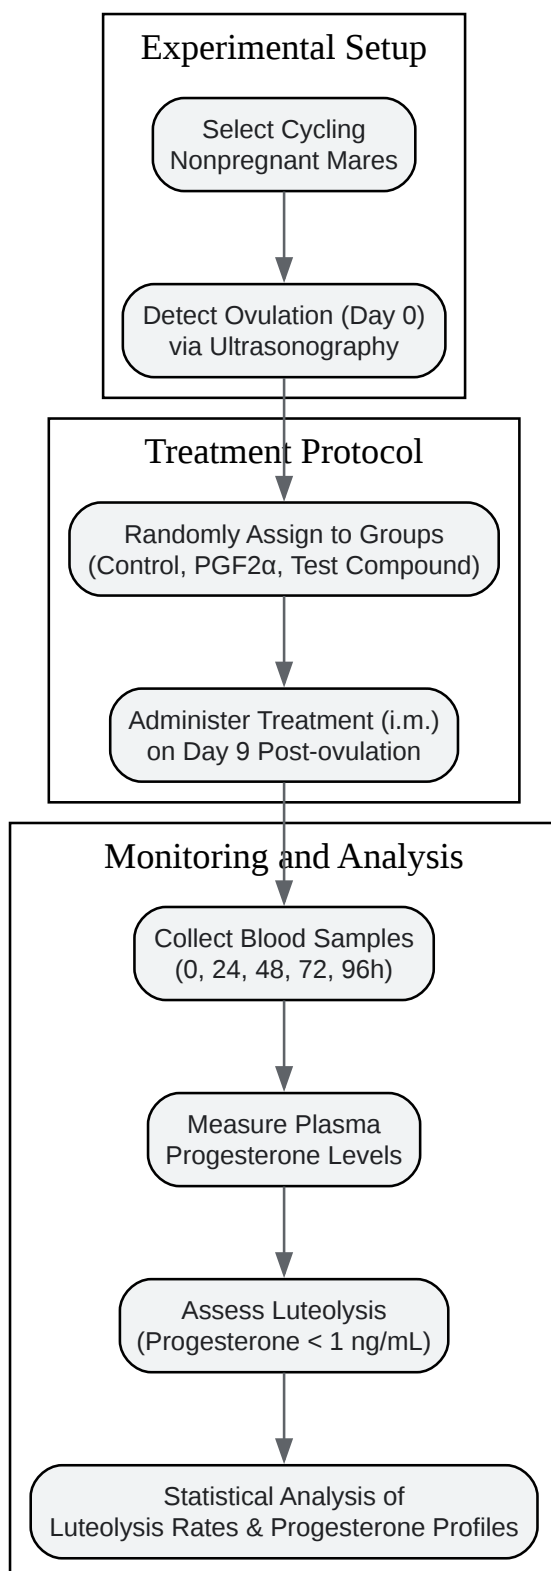 Experimental Setup
Select Cycling
Nonpregnant Mares
Detect Ovulation (Day 0)
via Ultrasonography
Treatment Protocol
Randomly Assign to Groups
(Control, PGF2α, Test Compound)
Administer Treatment (i.m.)
on Day 9 Post-ovulation
Monitoring and Analysis
Collect Blood Samples
(0, 24, 48, 72, 96h)
Measure Plasma
Progesterone Levels
Assess Luteolysis
(Progesterone < 1 ng/mL)
Statistical Analysis of
Luteolysis Rates & Progesterone Profiles